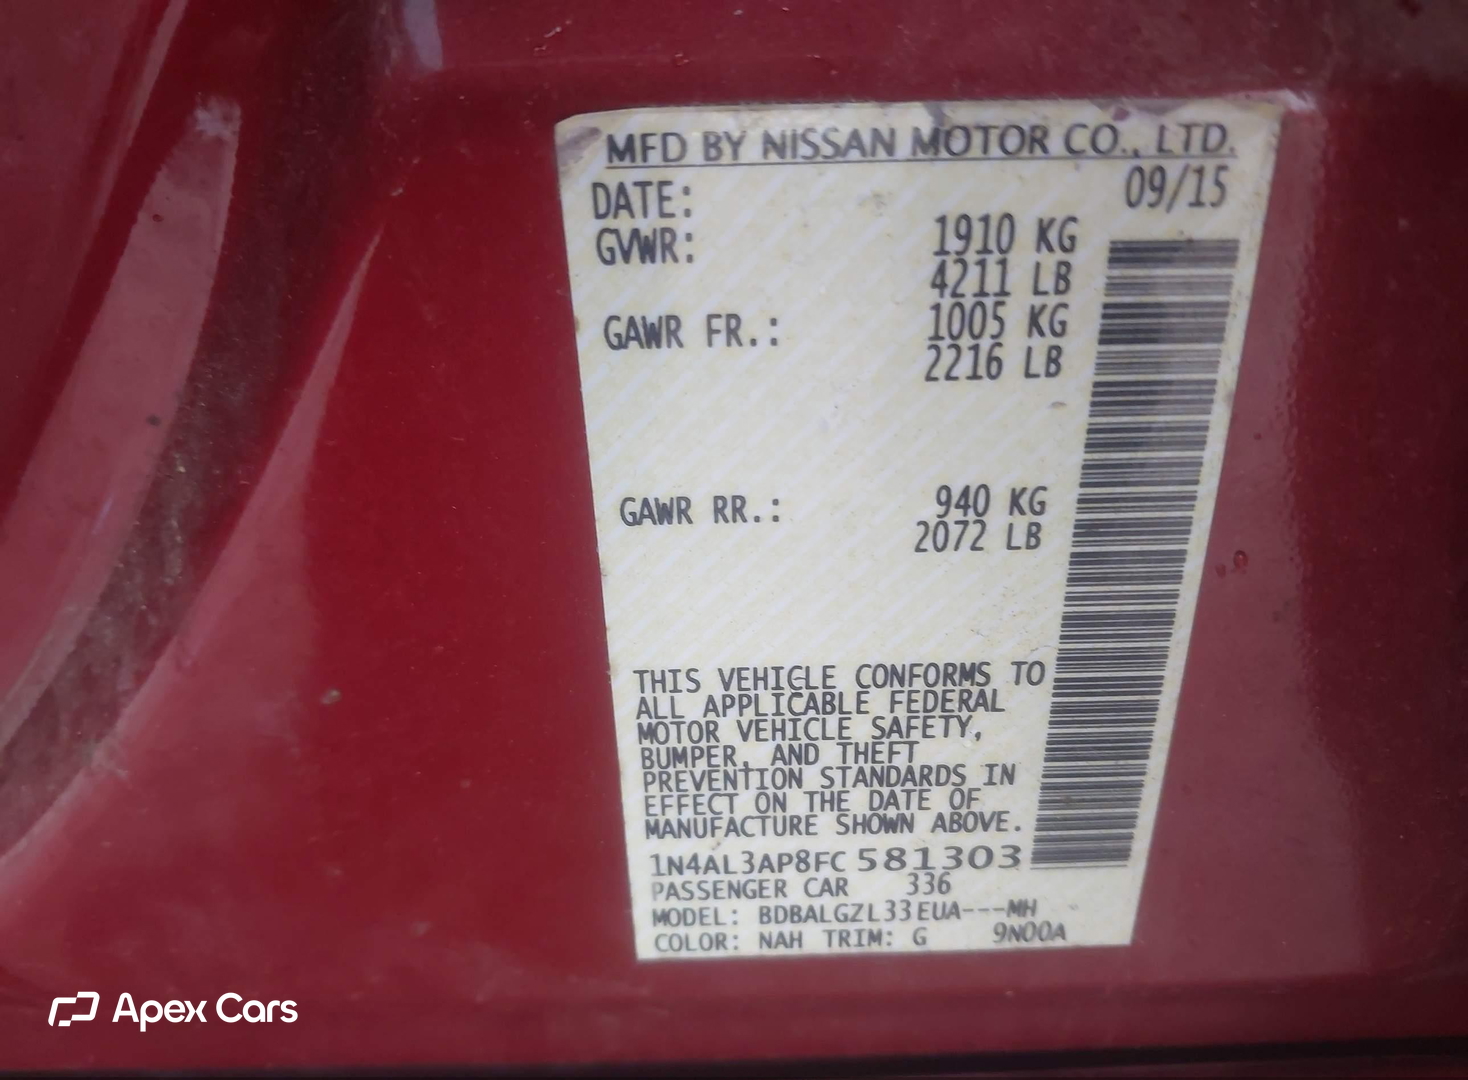 MFD BY NISSAN MOTOR CO., LTD.
DATE: 09/15
GVWR: 1910 KG
4211 LB
GAWR FR.: 1005 KG
2216 LB
GAWR RR.: 940 KG
2072 LB
THIS VEHICLE CONFORMS TO
ALL APPLICABLE FEDERAL
MOTOR VEHICLE SAFETY,
BUMPER, AND THEFT
PREVENTION STANDARDS IN
EFFECT ON THE DATE OF
MANUFACTURE SHOWN ABOVE.
1N4AL3AP8FC 581303
PASSENGER CAR 336
MODEL: BDBALGZL33EUA---MH
COLOR: NAH TRIM: G 9N00A
Apex Cars